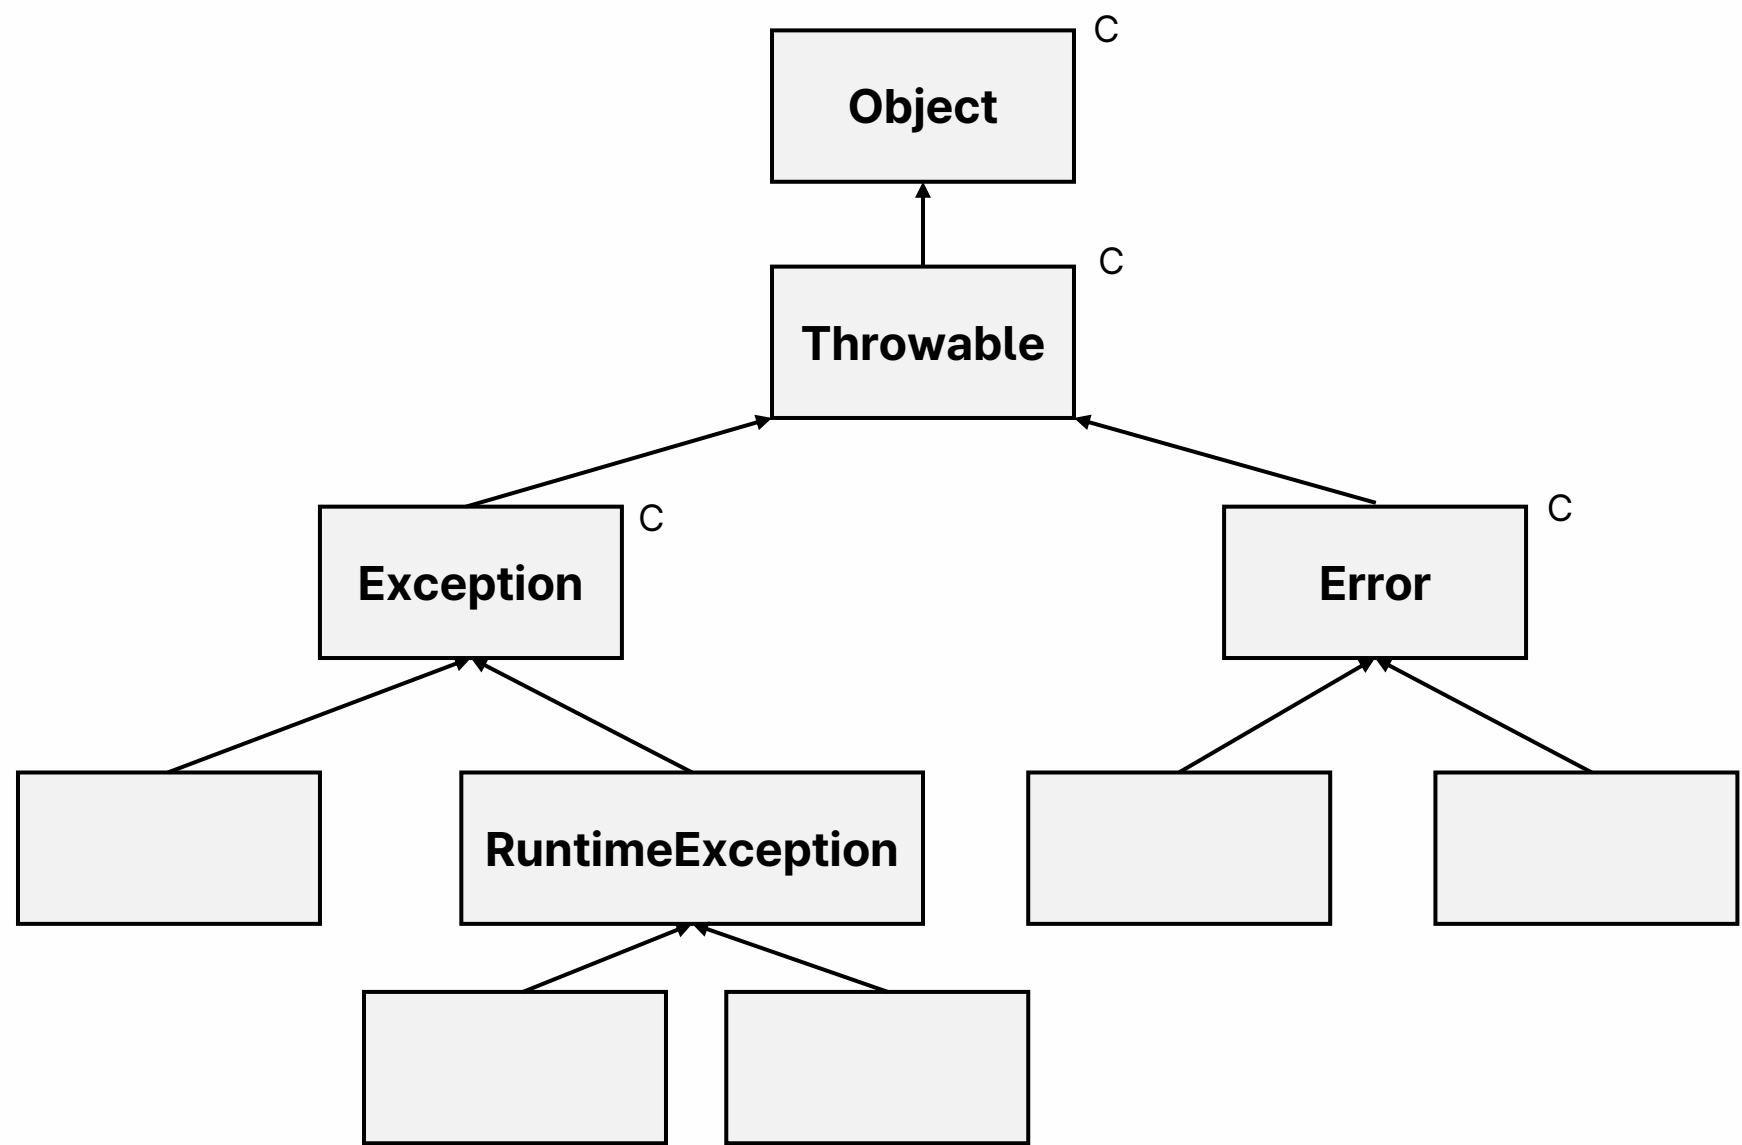 C
Object
C
Throwable
C
C
Exception
Error
RuntimeException